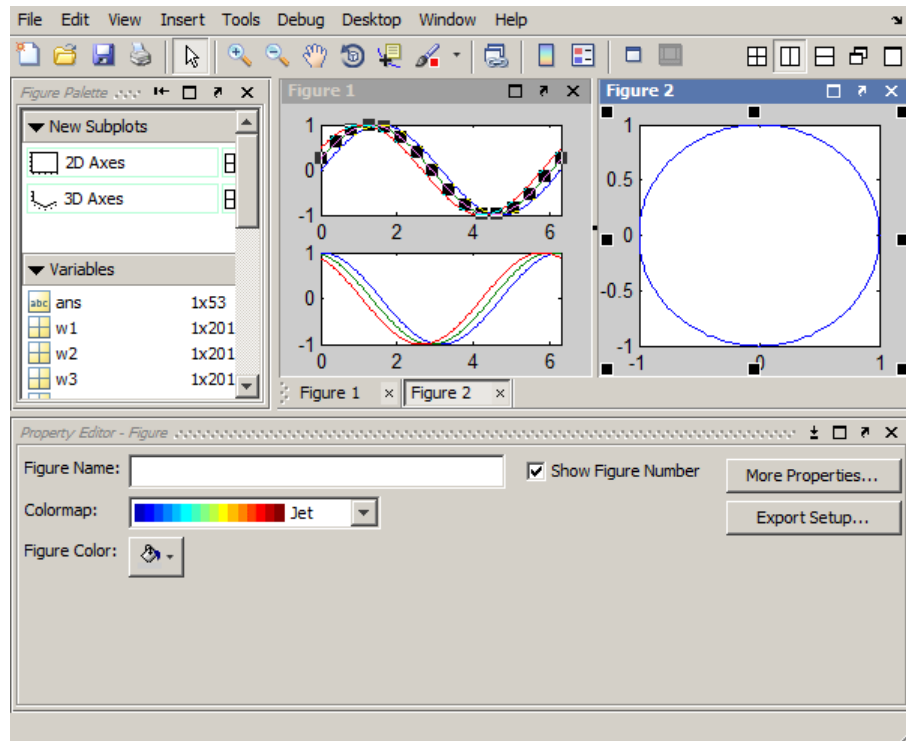 File Edit View Insert Tools Debug Desktop Window Help
Figure Palette
New Subplots
2D Axes
3D Axes
Variables
abc ans 1x53
w1 1x201
w2 1x201
w3 1x201
Figure 1
1
0
-1
0 2 4 6
1
0
-1
0 2 4 6
Figure 2
1
0.5
0
-0.5
-1
-1 0 1
Figure 1 × Figure 2 ×
Property Editor - Figure
Figure Name:
Show Figure Number
More Properties...
Colormap: Jet
Export Setup...
Figure Color: